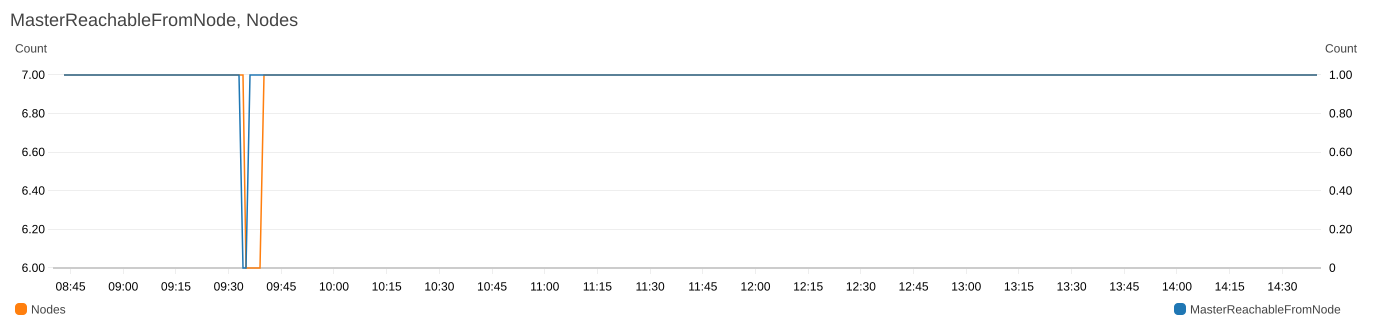 MasterReachableFromNode, Nodes
Count Count
7.00 1.00
6.80 0.80
6.60 0.60
6.40 0.40
6.20 0.20
6.00 0
08:45 09:00 09:15 09:30 09:45 10:00 10:15 10:30 10:45 11:00 11:15 11:30 11:45 12:00 12:15 12:30 12:45 13:00 13:15 13:30 13:45 14:00 14:15 14:30
Nodes MasterReachableFromNode